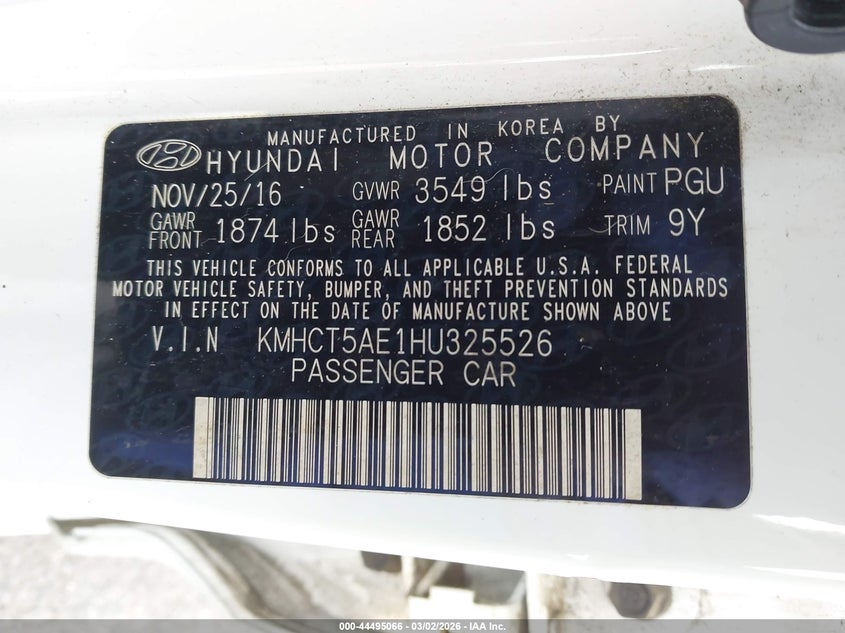 MANUFACTURED IN KOREA BY
HYUNDAI MOTOR COMPANY
NOV/25/16 GVWR 3549 lbs PAINT PGU
GAWR FRONT 1874 lbs GAWR REAR 1852 lbs TRIM 9Y
THIS VEHICLE CONFORMS TO ALL APPLICABLE U.S.A. FEDERAL
MOTOR VEHICLE SAFETY, BUMPER, AND THEFT PREVENTION STANDARDS
IN EFFECT ON THE DATE OF MANUFACTURE SHOWN ABOVE
V.I.N KMHCT5AE1HU325526
PASSENGER CAR
000-44495066 - 03/02/2026 - IAA Inc.